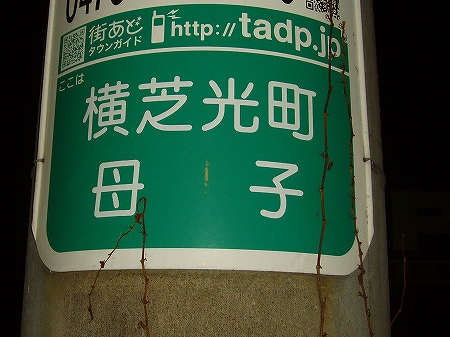 街あど
タウンガイド
http://tadp.jp
ここは
横芝光町
母子